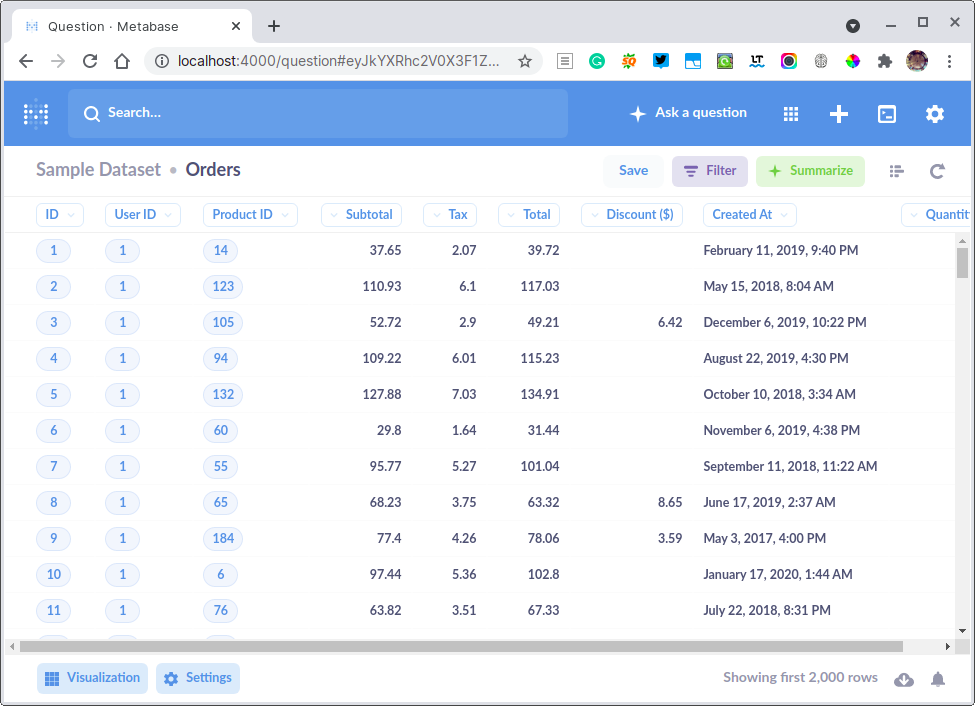 Question · Metabase
localhost:4000/question#eyJkYXRhc2V0X3F1Z...
SQ LT
Search...
Ask a question
Sample Dataset • Orders
Save Filter Summarize
ID User ID Product ID Subtotal Tax Total Discount ($) Created At Quantit
1 1 14 37.65 2.07 39.72 February 11, 2019, 9:40 PM
2 1 123 110.93 6.1 117.03 May 15, 2018, 8:04 AM
3 1 105 52.72 2.9 49.21 6.42 December 6, 2019, 10:22 PM
4 1 94 109.22 6.01 115.23 August 22, 2019, 4:30 PM
5 1 132 127.88 7.03 134.91 October 10, 2018, 3:34 AM
6 1 60 29.8 1.64 31.44 November 6, 2019, 4:38 PM
7 1 55 95.77 5.27 101.04 September 11, 2018, 11:22 AM
8 1 65 68.23 3.75 63.32 8.65 June 17, 2019, 2:37 AM
9 1 184 77.4 4.26 78.06 3.59 May 3, 2017, 4:00 PM
10 1 6 97.44 5.36 102.8 January 17, 2020, 1:44 AM
11 1 76 63.82 3.51 67.33 July 22, 2018, 8:31 PM
Visualization Settings Showing first 2,000 rows